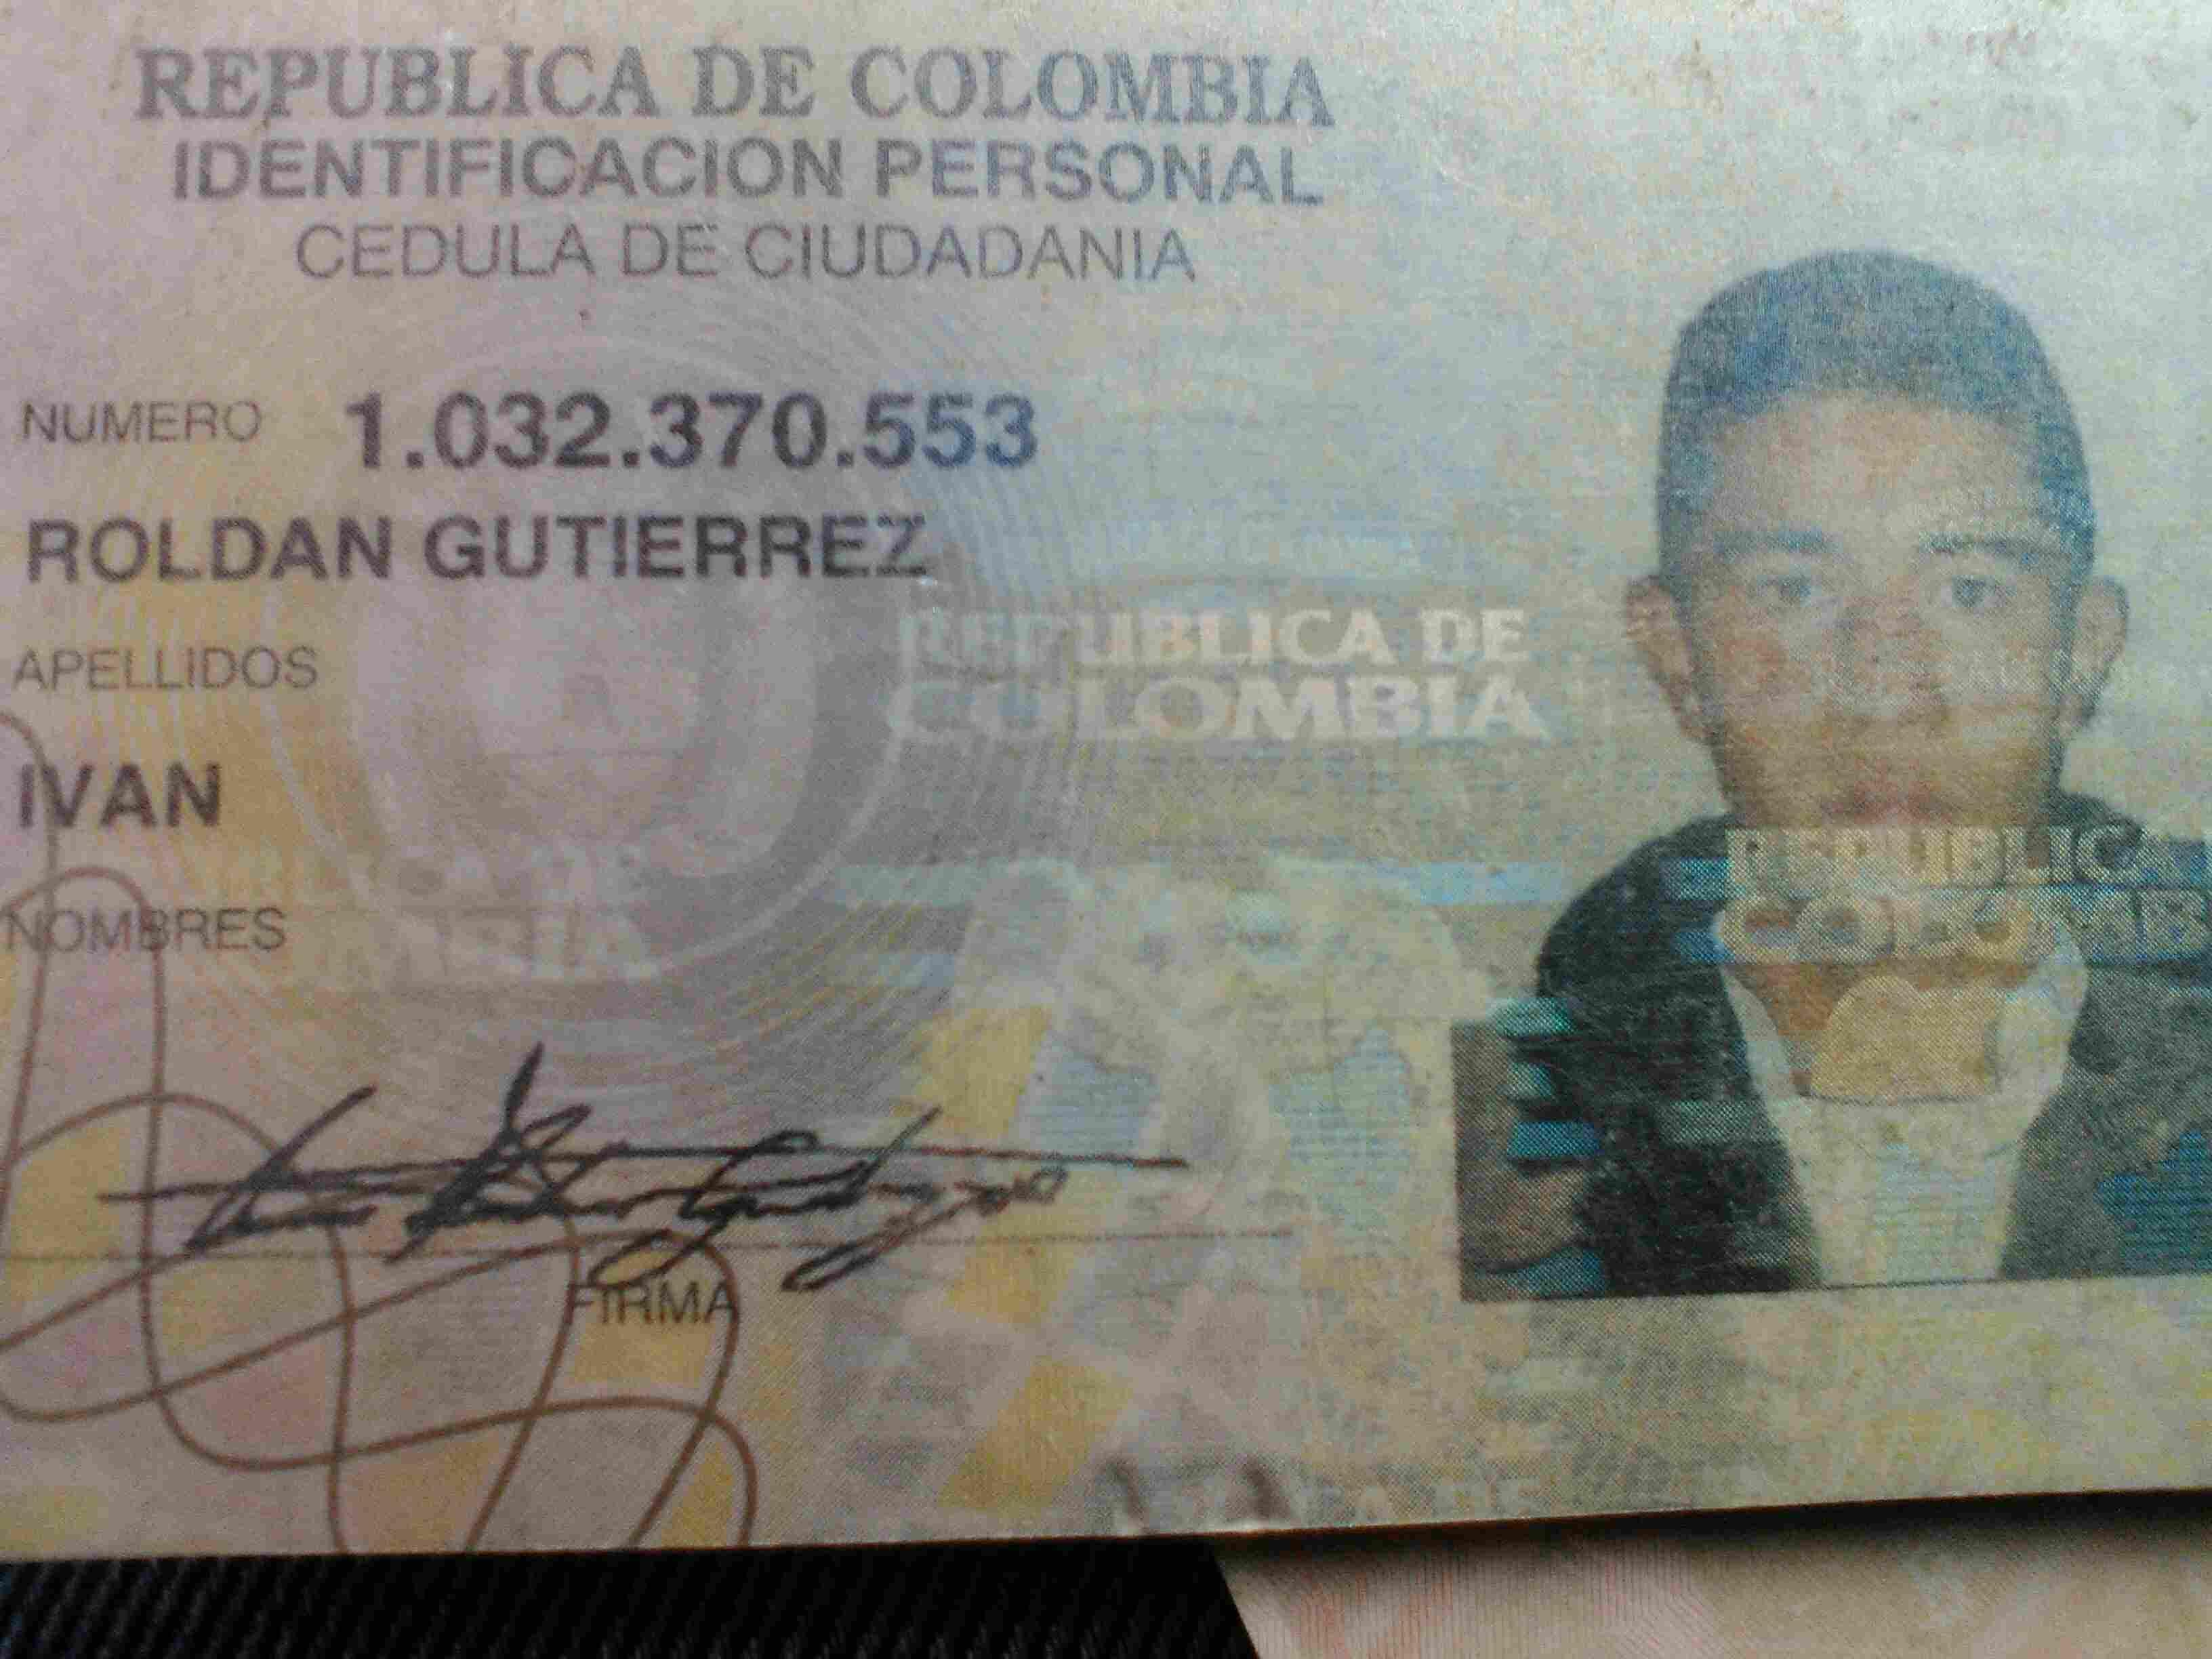 REPUBLICA DE COLOMBIA
IDENTIFICACION PERSONAL
CEDULA DE CIUDADANIA
NUMERO 1.032.370.553
ROLDAN GUTIERREZ
APELLIDOS
IVAN
NOMBRES
FIRMA
REPUBLICA DE
COLOMBIA
REPUBLICA
COLOMB